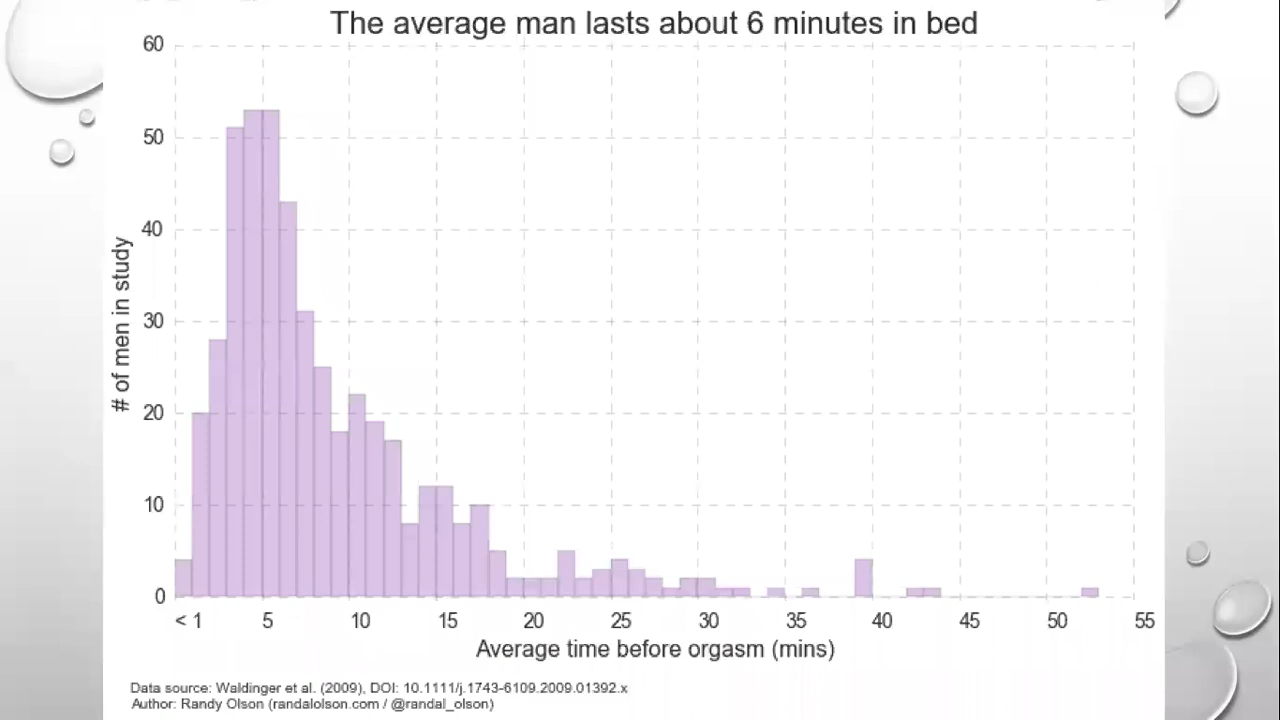 The average man lasts about 6 minutes in bed
60
50
40
30
20
10
0
# of men in study
< 1 5 10 15 20 25 30 35 40 45 50 55
Average time before orgasm (mins)
Data source: Waldinger et al. (2009), DOI: 10.1111/j.1743-6109.2009.01392.x
Author: Randy Olson (randalolson.com / @randal_olson)